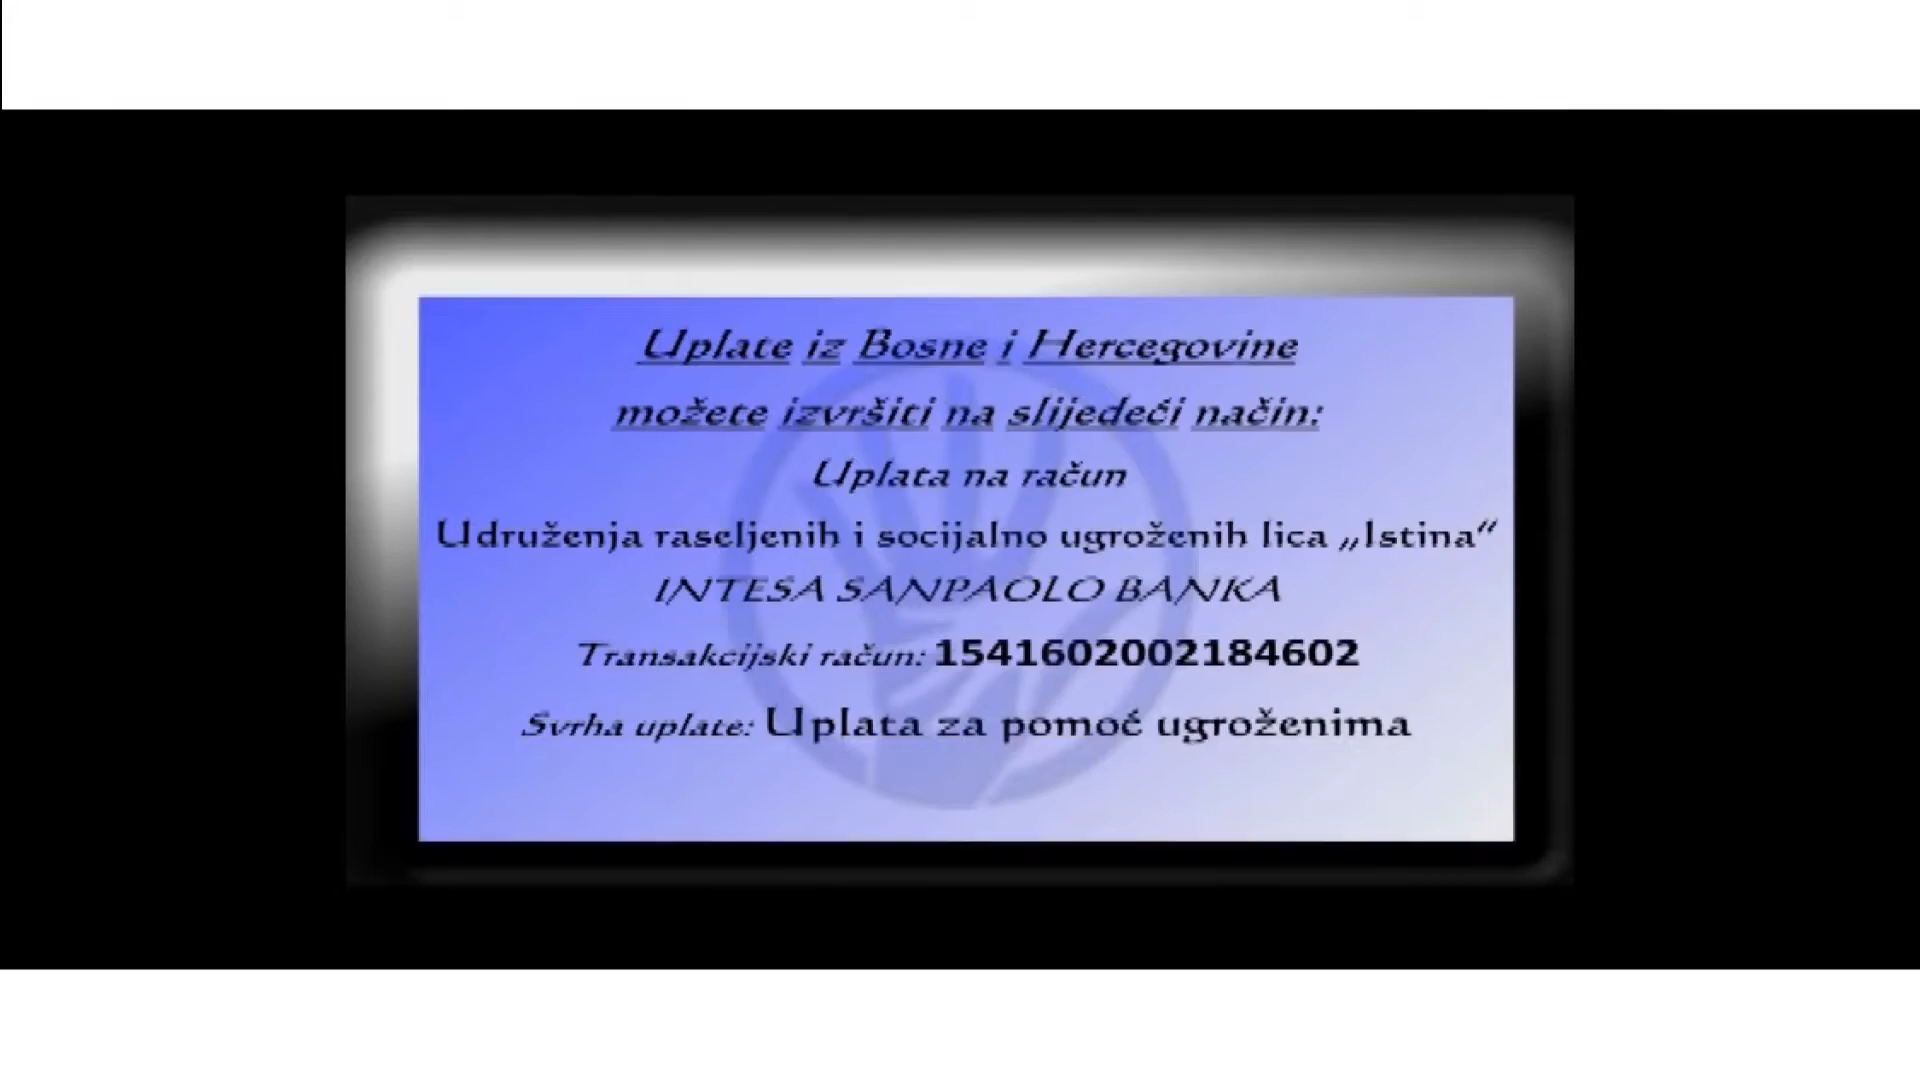 Uplate iz Bosne i Hercegovine
možete izvršiti na slijedeći način:
Uplata na račun
Udruženja raseljenih i socijalno ugroženih lica „Istina“
INTESA SANPAOLO BANKA
Transakcijski račun: 1541602002184602
Svrha uplate: Uplata za pomoć ugroženima